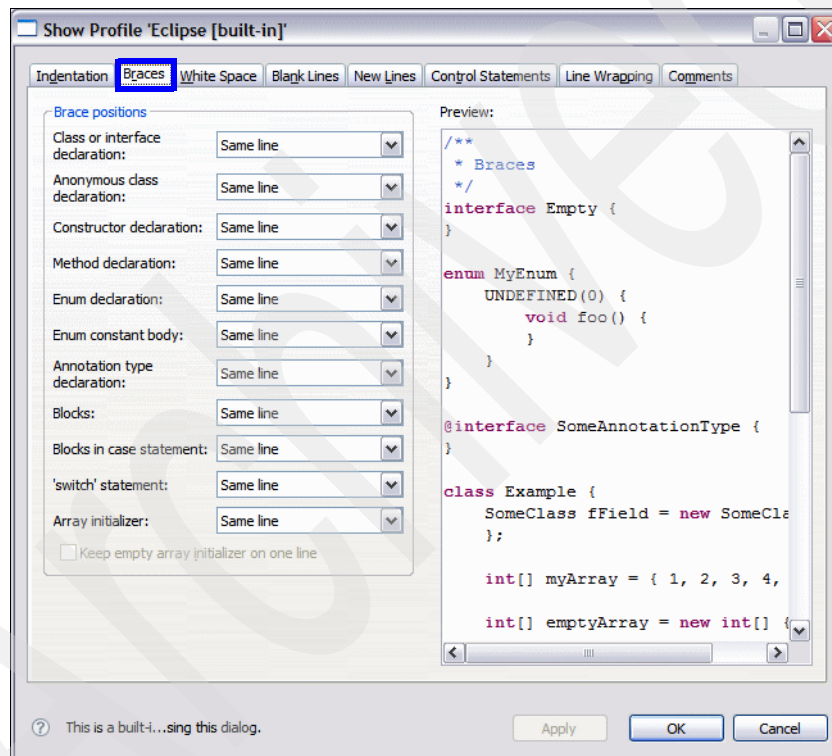 Show Profile 'Eclipse [built-in]'
Indentation Braces White Space Blank Lines New Lines Control Statements Line Wrapping Comments
Brace positions
Class or interface
declaration:
Same line
Anonymous class
declaration:
Same line
Constructor declaration: Same line
Method declaration: Same line
Enum declaration: Same line
Enum constant body: Same line
Annotation type
declaration:
Same line
Blocks: Same line
Blocks in case statement: Same line
'switch' statement: Same line
Array initializer: Same line
Keep empty array initializer on one line
Preview:
/**
* Braces
*/
interface Empty {
}
enum MyEnum {
UNDEFINED(0) {
void foo() {
}
}
}
@interface SomeAnnotationType {
}
class Example {
SomeClass fField = new SomeCla
};
int[] myArray = { 1, 2, 3, 4,
int[] emptyArray = new int[] {
This is a built-i...sing this dialog.
Apply OK Cancel